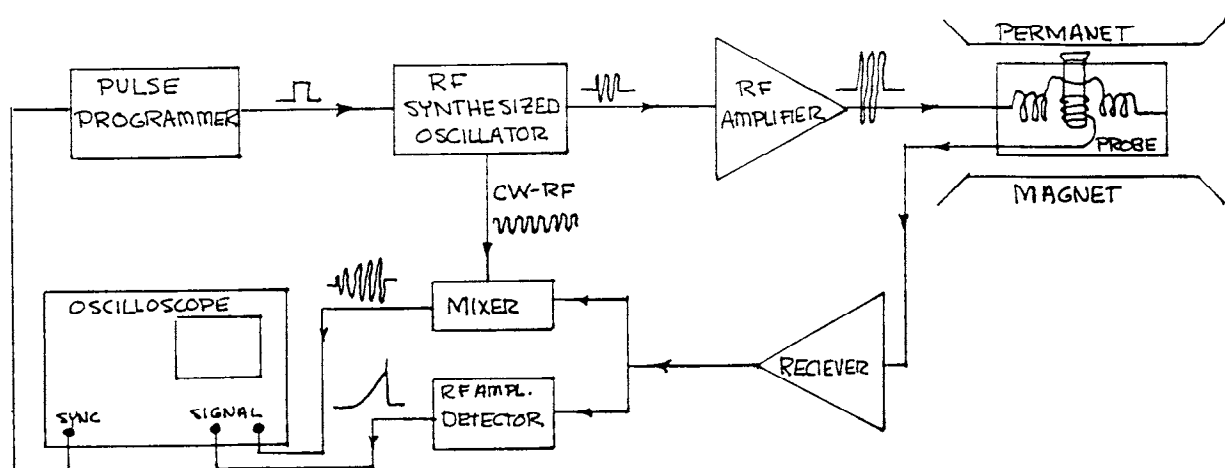 PULSE
PROGRAMMER
RF
SYNTHESIZED
OSCILLATOR
RF
AMPLIFIER
PERMANET
PROBE
MAGNET
CW-RF
MIXER
OSCILLOSCOPE
SYNC
SIGNAL
RF AMPL.
DETECTOR
RECIEVER